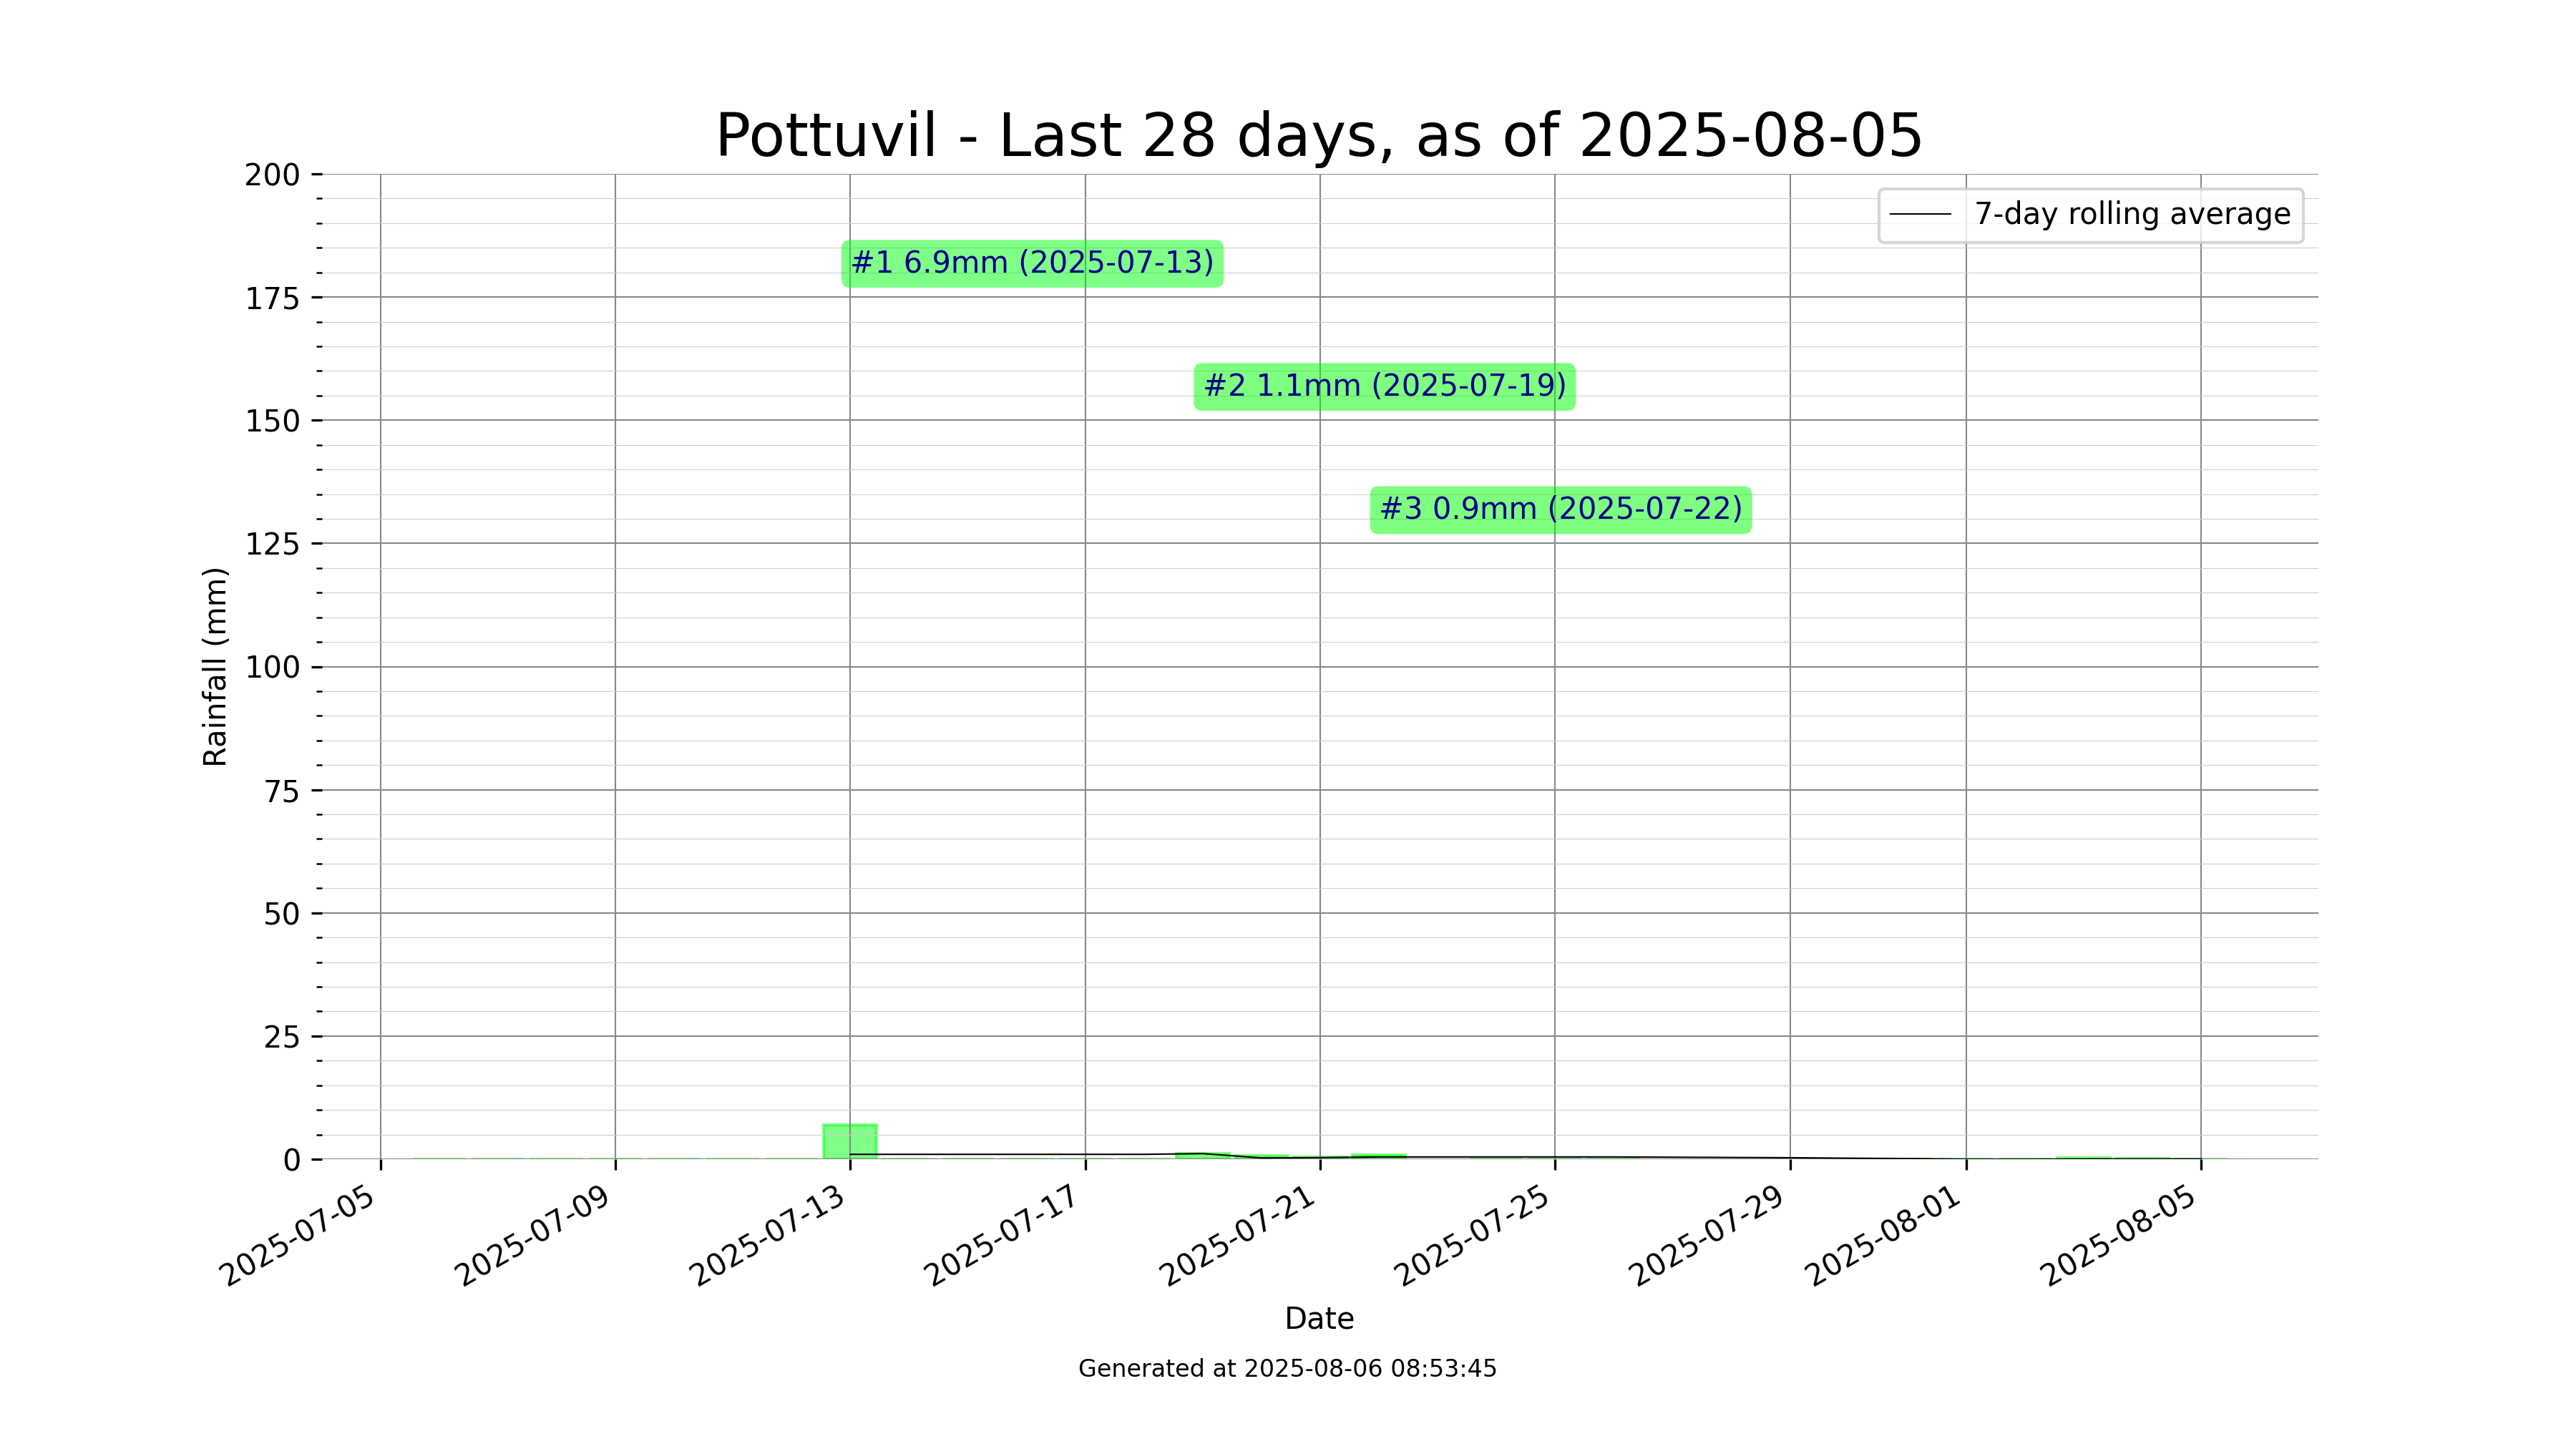 Pottuvil - Last 28 days, as of 2025-08-05
7-day rolling average
#1 6.9mm (2025-07-13)
#2 1.1mm (2025-07-19)
#3 0.9mm (2025-07-22)
Rainfall (mm)
200
175
150
125
100
75
50
25
0
2025-07-05
2025-07-09
2025-07-13
2025-07-17
2025-07-21
2025-07-25
2025-07-29
2025-08-01
2025-08-05
Date
Generated at 2025-08-06 08:53:45